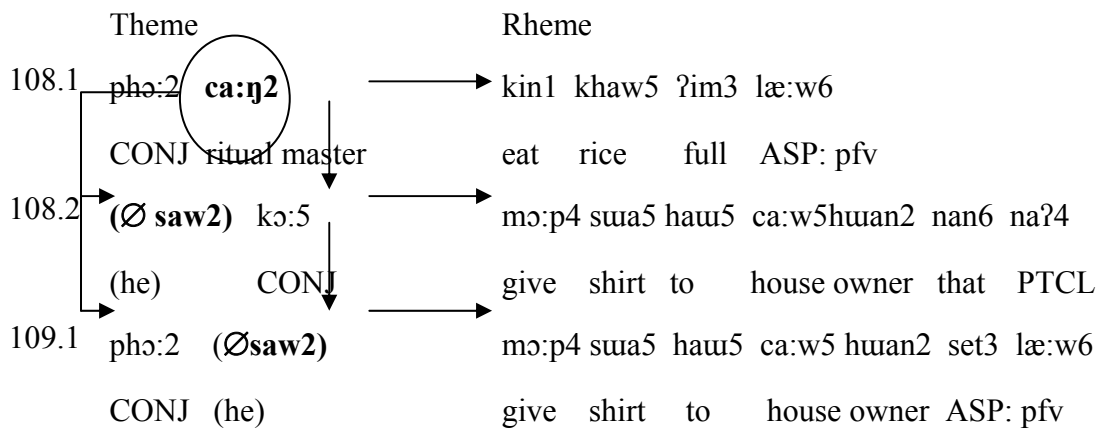 Theme Rheme
108.1 phɔ:2 ca:ŋ2 kin1 khaw5 ʔim3 læ:w6
CONJ ritual master eat rice full ASP: pfv
108.2 (∅ saw2) kɔ:5 mɔ:p4 sɯa5 haɯ5 ca:w5hɯan2 nan6 naʔ4
(he) CONJ give shirt to house owner that PTCL
109.1 phɔ:2 (∅saw2) mɔ:p4 sɯa5 haɯ5 ca:w5 hɯan2 set3 læ:w6
CONJ (he) give shirt to house owner ASP: pfv